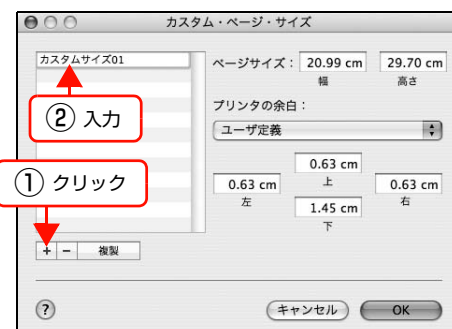 カスタム・ページ・サイズ
カスタムサイズ01
② 入力
① クリック
+ − 複製
ページサイズ： 20.99 cm 29.70 cm
幅 高さ
プリンタの余白：
ユーザ定義
0.63 cm
上
0.63 cm 0.63 cm
左 右
1.45 cm
下
? キャンセル OK